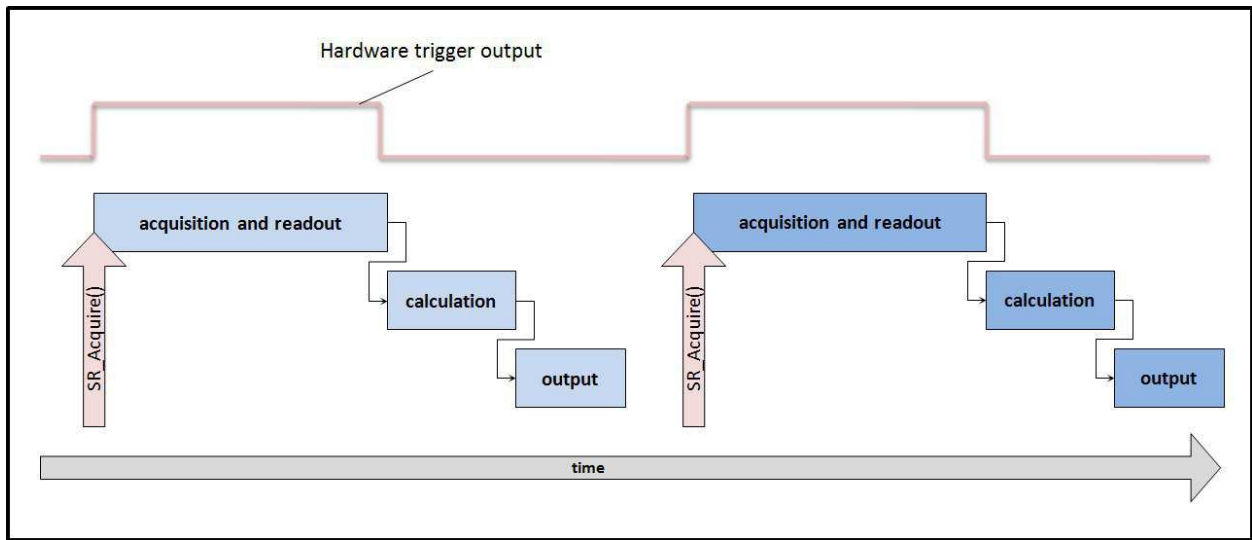 Hardware trigger output
acquisition and readout
acquisition and readout
SR_Acquire()
calculation
SR_Acquire()
calculation
output
output
time